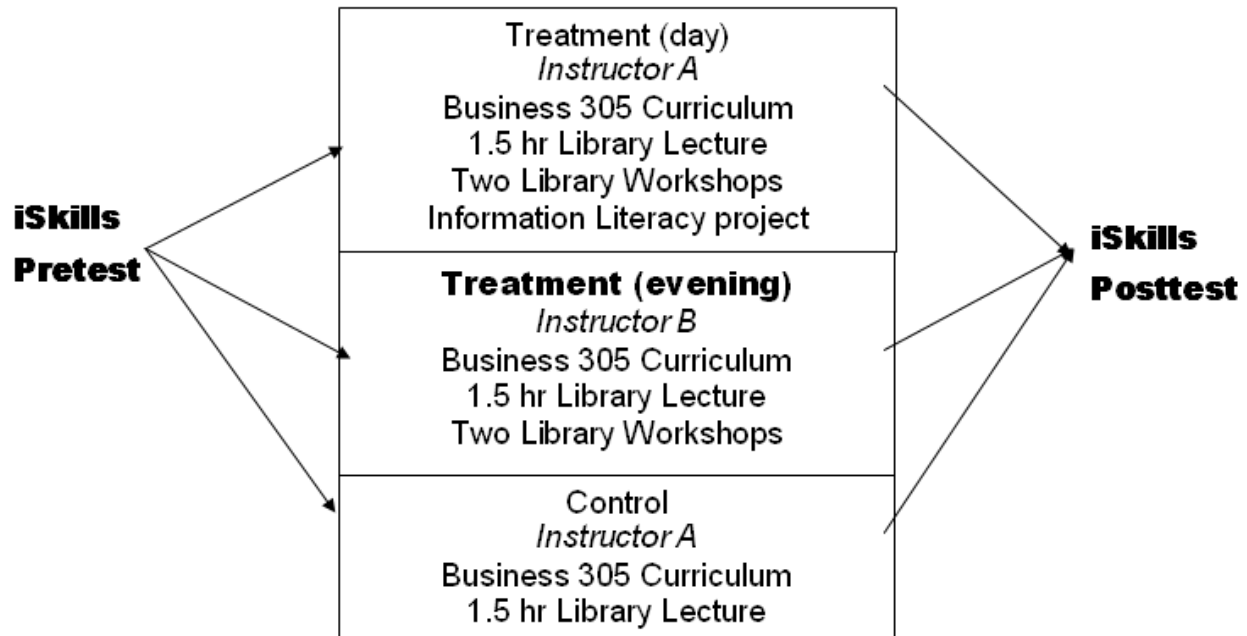 iSkills
Pretest
Treatment (day)
Instructor A
Business 305 Curriculum
1.5 hr Library Lecture
Two Library Workshops
Information Literacy project
Treatment (evening)
Instructor B
Business 305 Curriculum
1.5 hr Library Lecture
Two Library Workshops
Control
Instructor A
Business 305 Curriculum
1.5 hr Library Lecture
iSkills
Posttest